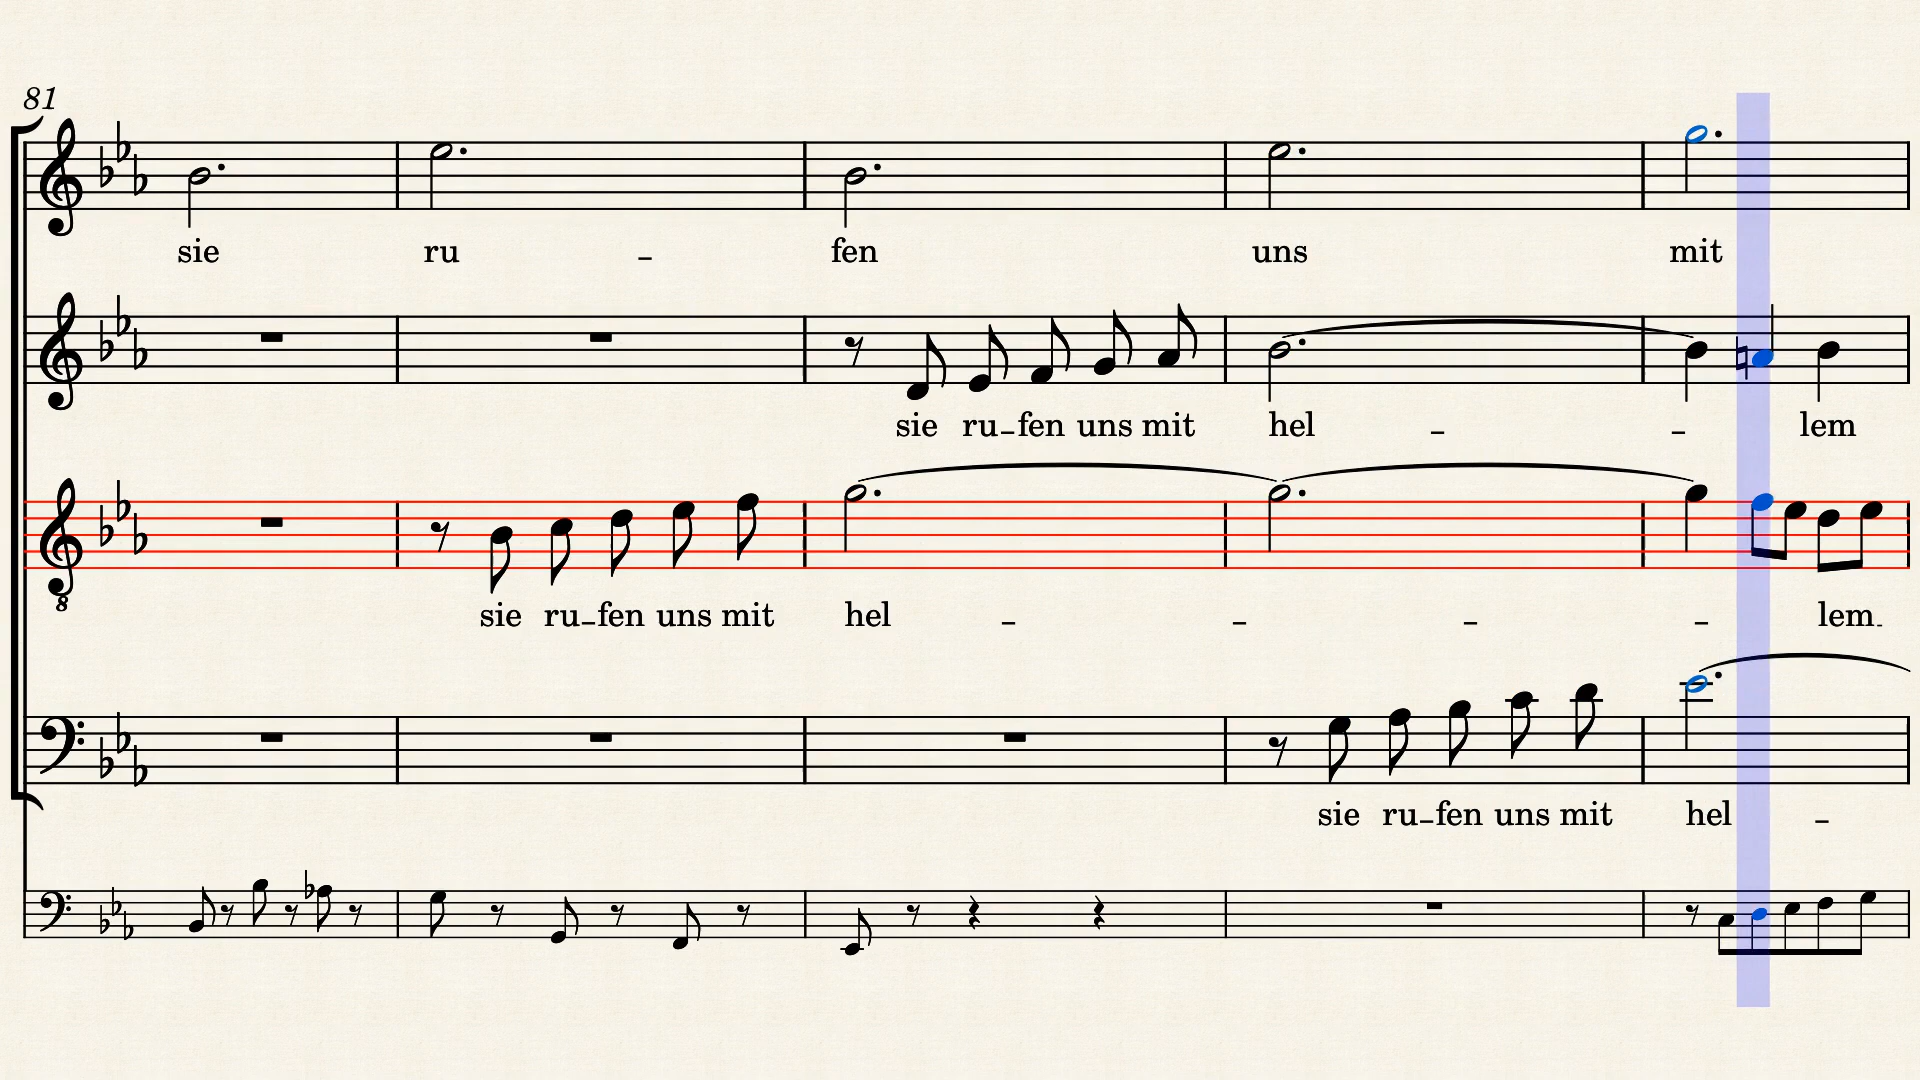 81
sie ru - fen uns mit
sie ru - fen uns mit hel - - lem
8
sie ru - fen uns mit hel - - - - lem
sie ru - fen uns mit hel -